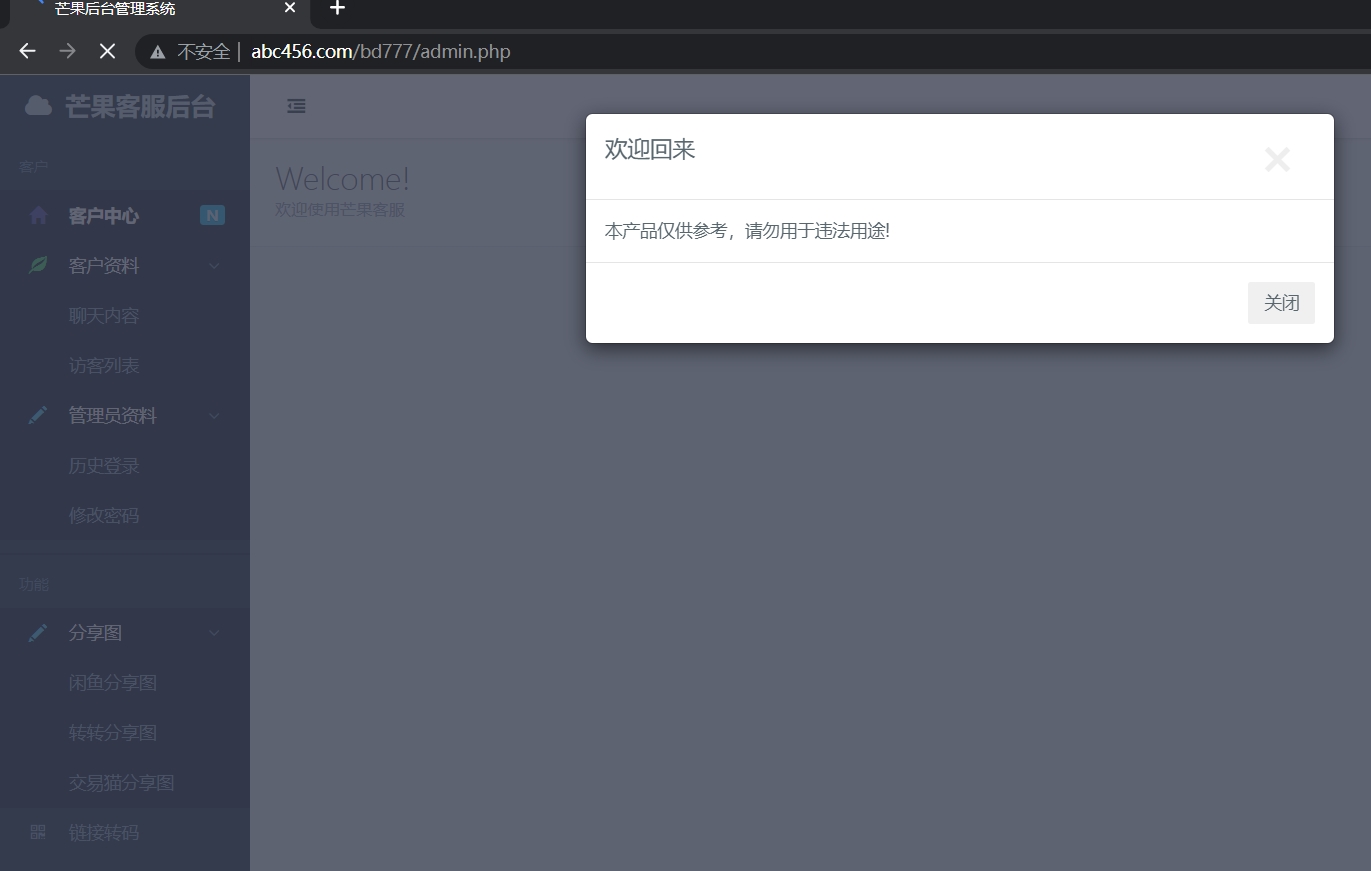 芒果后台管理系统
不安全 | abc456.com/bd777/admin.php
芒果客服后台
客户
客户中心 N
客户资料
聊天内容
访客列表
管理员资料
历史登录
修改密码
功能
分享图
闲鱼分享图
转转分享图
交易猫分享图
链接转码
Welcome!
欢迎使用芒果客服
欢迎回来
本产品仅供参考，请勿用于违法用途!
关闭